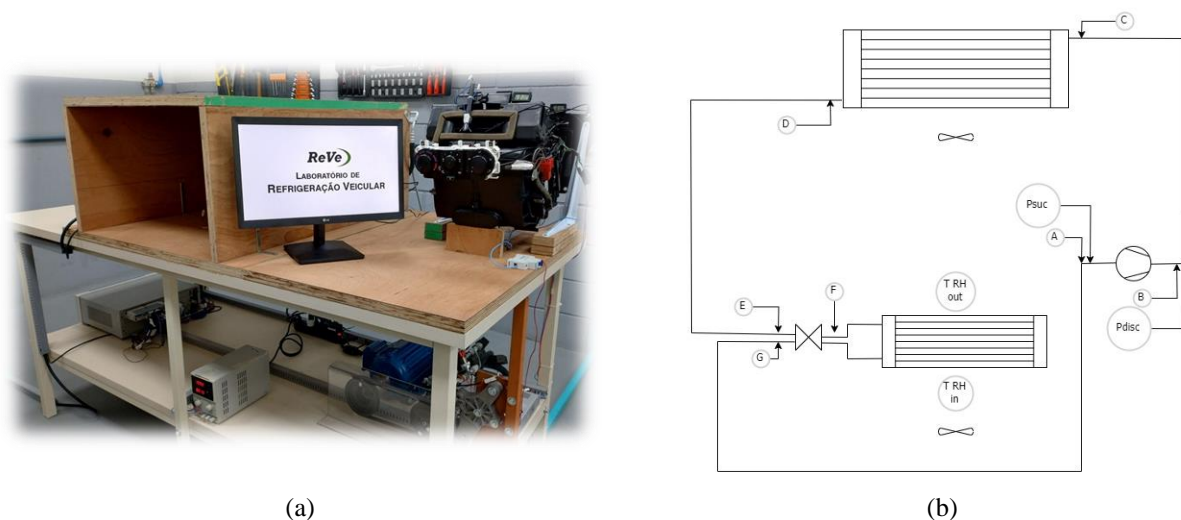 ReVe
LABORATÓRIO DE
REFRIGERAÇÃO VEICULAR
(a)
C
D
Psuc
A
B
Pdisc
E
F
G
T RH
out
T RH
in
(b)